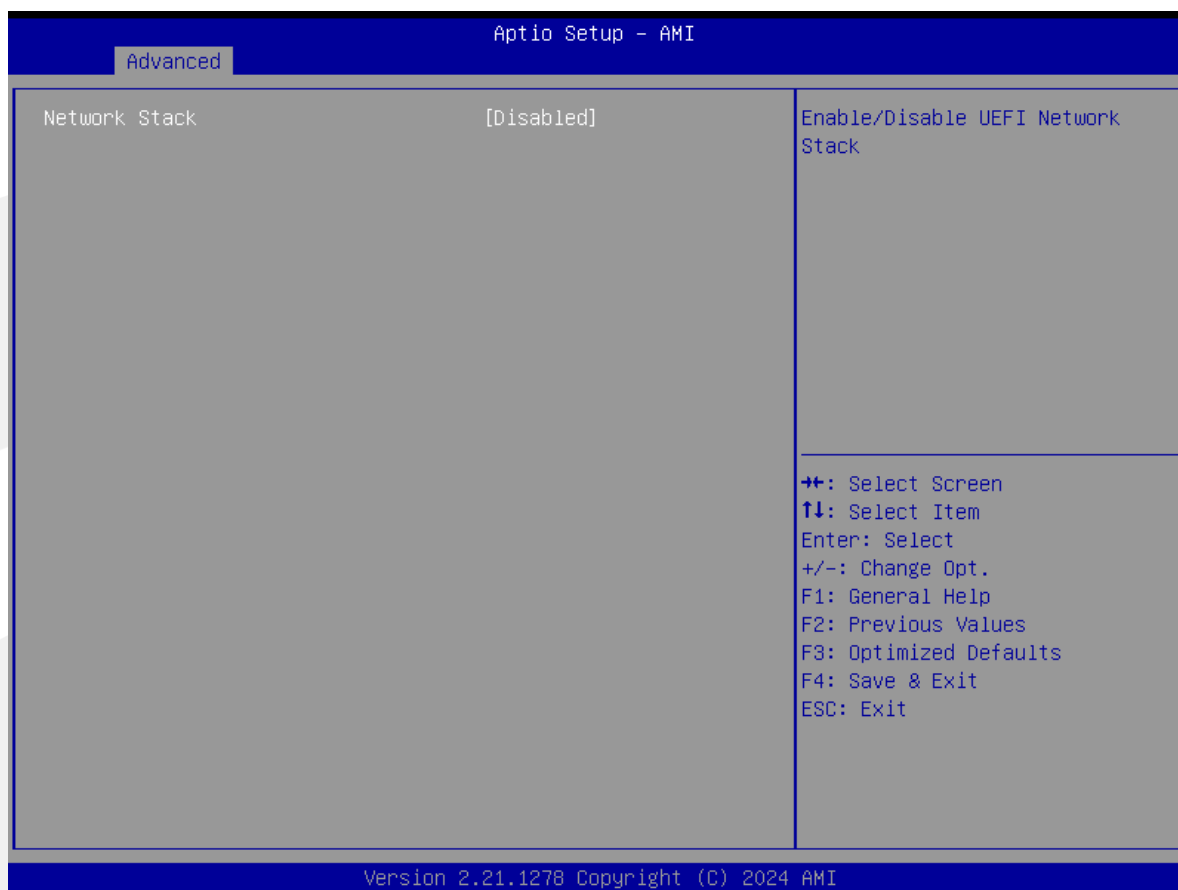 Aptio Setup – AMI
Advanced
Network Stack [Disabled]
Enable/Disable UEFI Network
Stack
→←: Select Screen
↑↓: Select Item
Enter: Select
+/-: Change Opt.
F1: General Help
F2: Previous Values
F3: Optimized Defaults
F4: Save & Exit
ESC: Exit
Version 2.21.1278 Copyright (C) 2024 AMI